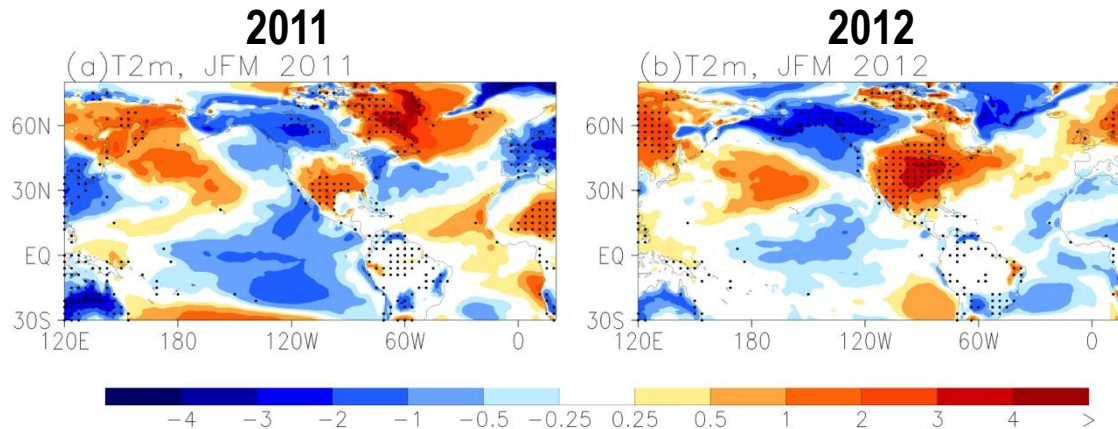 2011 2012
(a)T2m, JFM 2011 (b)T2m, JFM 2012
60N 60N
30N 30N
EQ EQ
30S 30S
120E 180 120W 60W 0 120E 180 120W 60W 0
−4 −3 −2 −1 −0.5 −0.25 0.25 0.5 1 2 3 4 >